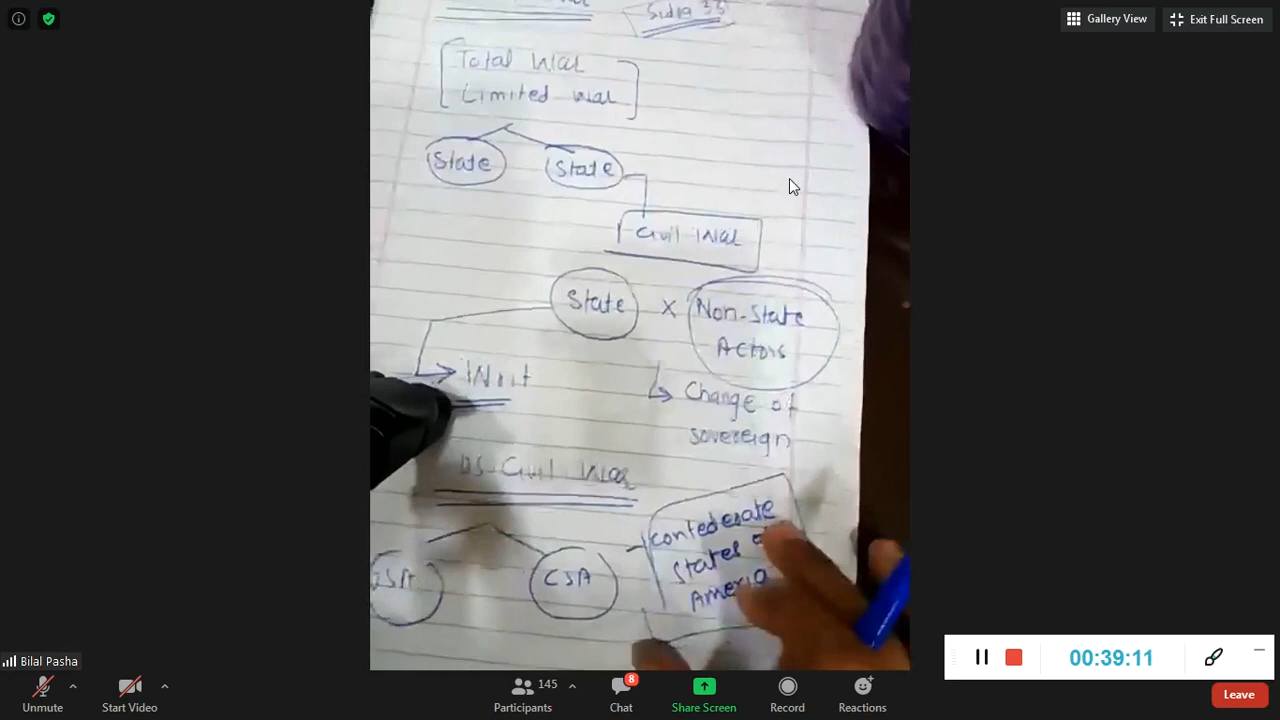 Gallery View
Exit Full Screen
Total War
Limited War
State
State
Civil War
State x Non-State
Actors
Change of
sovereign
US Civil War
CSA
Confederate
States
Bilal Pasha
00:39:11
Unmute
Start Video
145
Participants
8
Chat
Share Screen
Record
Reactions
Leave